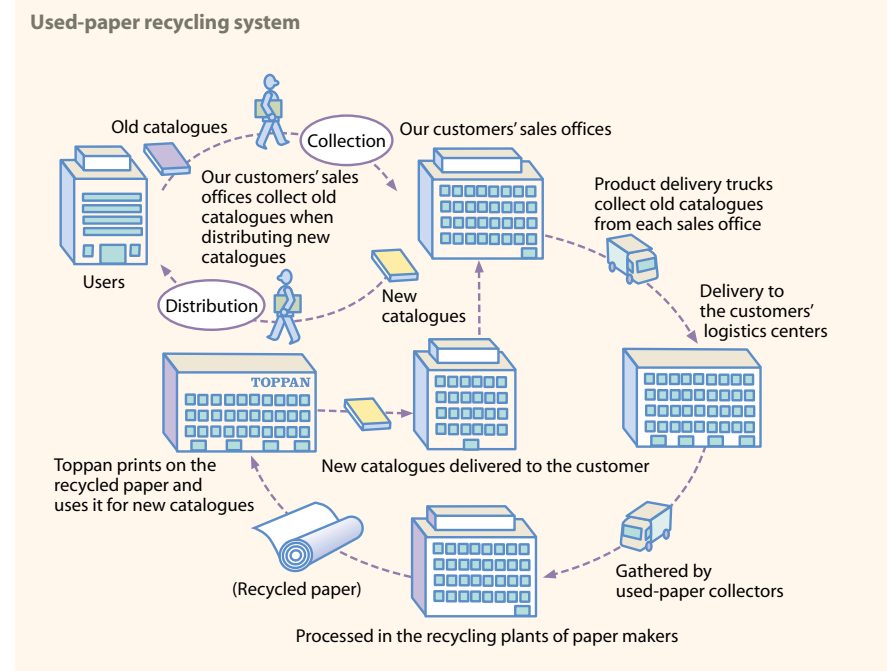 Used-paper recycling system
Old catalogues
Collection
Our customers' sales offices
Our customers' sales
offices collect old
catalogues when
distributing new
catalogues
Product delivery trucks
collect old catalogues
from each sales office
Users
Distribution
New
catalogues
Delivery to
the customers'
logistics centers
TOPPAN
Toppan prints on the
recycled paper and
uses it for new catalogues
New catalogues delivered to the customer
(Recycled paper)
Gathered by
used-paper collectors
Processed in the recycling plants of paper makers